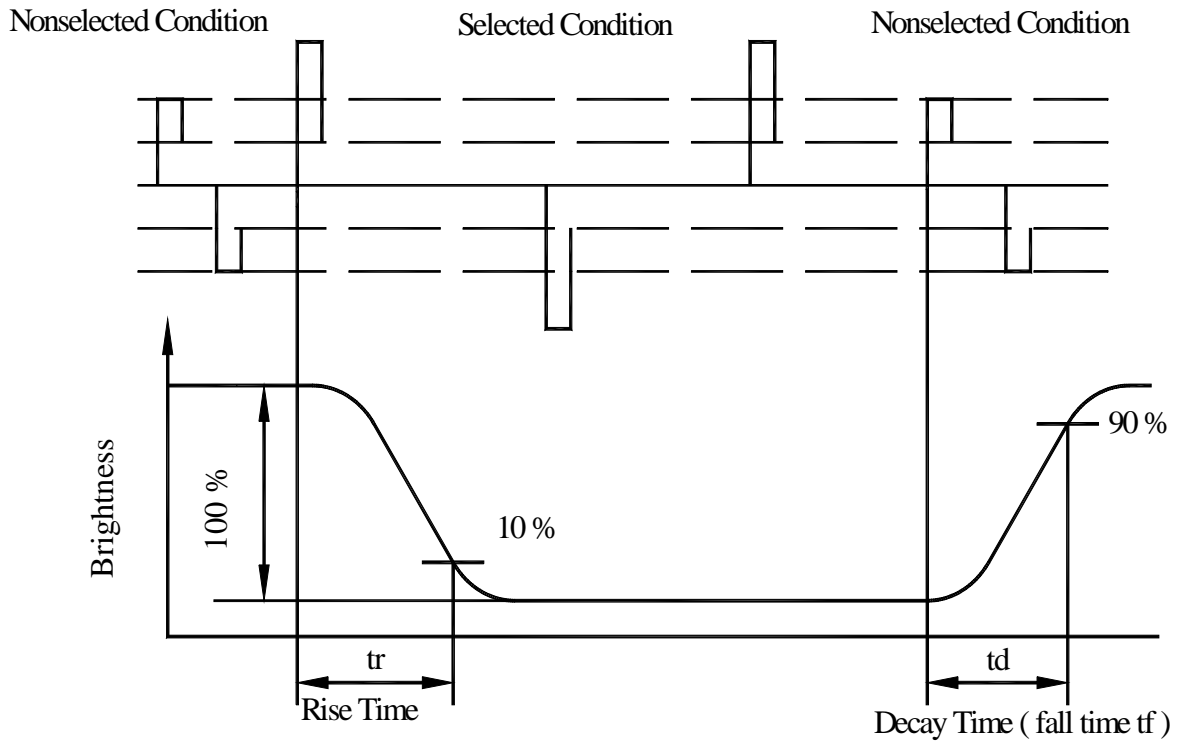 Nonselected Condition
Selected Condition
Nonselected Condition
Brightness
100 %
10 %
90 %
tr
Rise Time
td
Decay Time ( fall time tf )